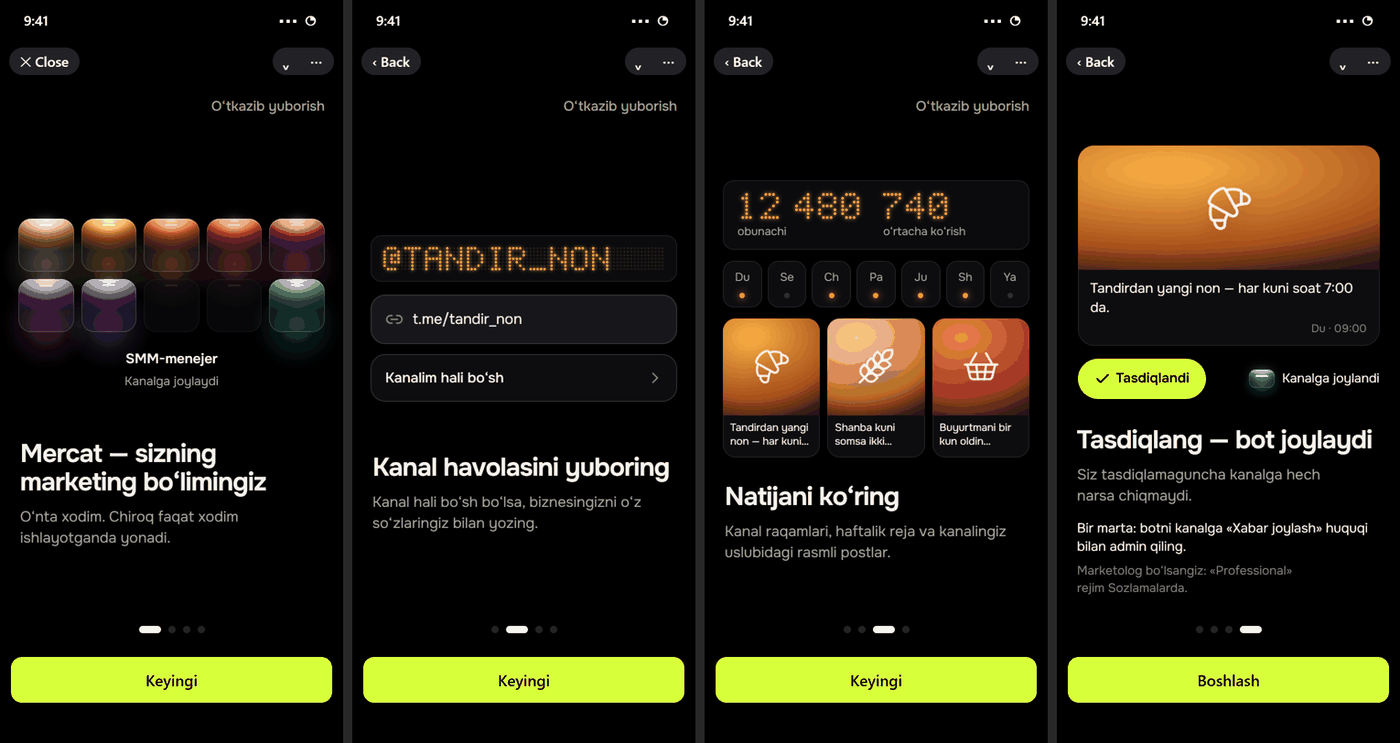 9:41
Close
O‘tkazib yuborish
SMM-menejer
Kanalga joylaydi
Mercat — sizning
marketing bo‘limingiz
O‘nta xodim. Chiroq faqat xodim
ishlayotganda yonadi.
Keyingi
9:41
‹ Back
O‘tkazib yuborish
@TANDIR_NON
t.me/tandir_non
Kanalim hali bo‘sh
Kanal havolasini yuboring
Kanal hali bo‘sh bo‘lsa, biznesingizni o‘z
so‘zlaringiz bilan yozing.
Keyingi
9:41
‹ Back
O‘tkazib yuborish
12 480 740
obunachi o‘rtacha ko‘rish
Du Se Ch Pa Ju Sh Ya
Tandirdan yangi
non — har kuni...
Shanba kuni
somsa ikki...
Buyurtmani bir
kun oldin...
Natijani ko‘ring
Kanal raqamlari, haftalik reja va kanalingiz
uslubidagi rasmli postlar.
Keyingi
9:41
‹ Back
Tandirdan yangi non — har kuni soat 7:00
da.
Du · 09:00
Tasdiqlandi
Kanalga joylandi
Tasdiqlang — bot joylaydi
Siz tasdiqlamaguncha kanalga hech
narsa chiqmaydi.
Bir marta: botni kanalga «Xabar joylash» huquqi
bilan admin qiling.
Marketolog bo‘lsangiz: «Professional»
rejim Sozlamalarda.
Boshlash